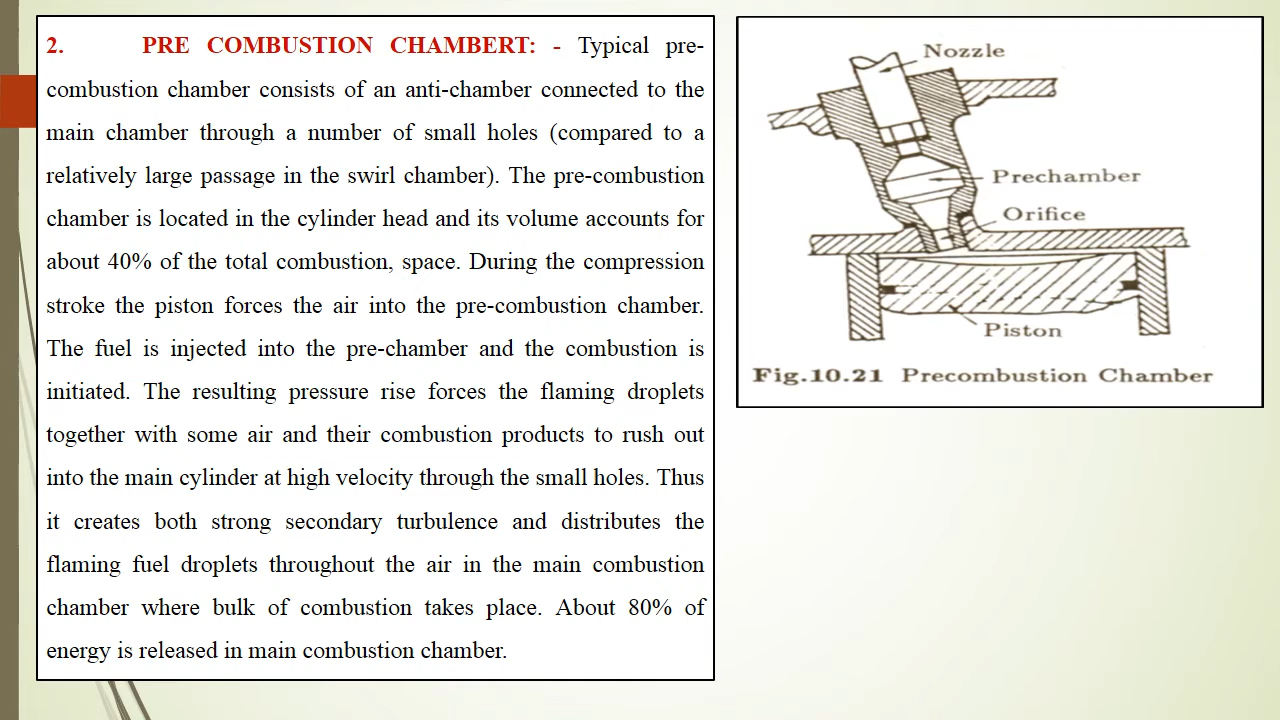 2. PRE COMBUSTION CHAMBERT: - Typical pre-
combustion chamber consists of an anti-chamber connected to the
main chamber through a number of small holes (compared to a
relatively large passage in the swirl chamber). The pre-combustion
chamber is located in the cylinder head and its volume accounts for
about 40% of the total combustion, space. During the compression
stroke the piston forces the air into the pre-combustion chamber.
The fuel is injected into the pre-chamber and the combustion is
initiated. The resulting pressure rise forces the flaming droplets
together with some air and their combustion products to rush out
into the main cylinder at high velocity through the small holes. Thus
it creates both strong secondary turbulence and distributes the
flaming fuel droplets throughout the air in the main combustion
chamber where bulk of combustion takes place. About 80% of
energy is released in main combustion chamber.
Nozzle
Prechamber
Orifice
Piston
Fig.10.21 Precombustion Chamber